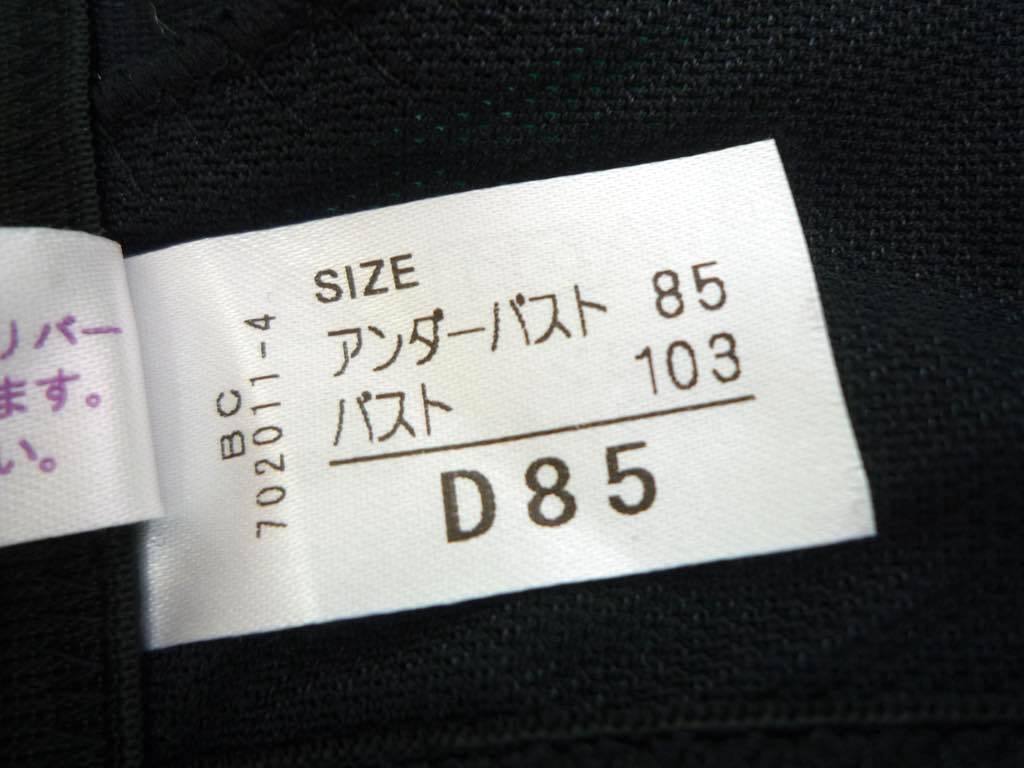 リバー
ます。
い。
BC
702011-4
SIZE
アンダーバスト 85
バスト 103
D85